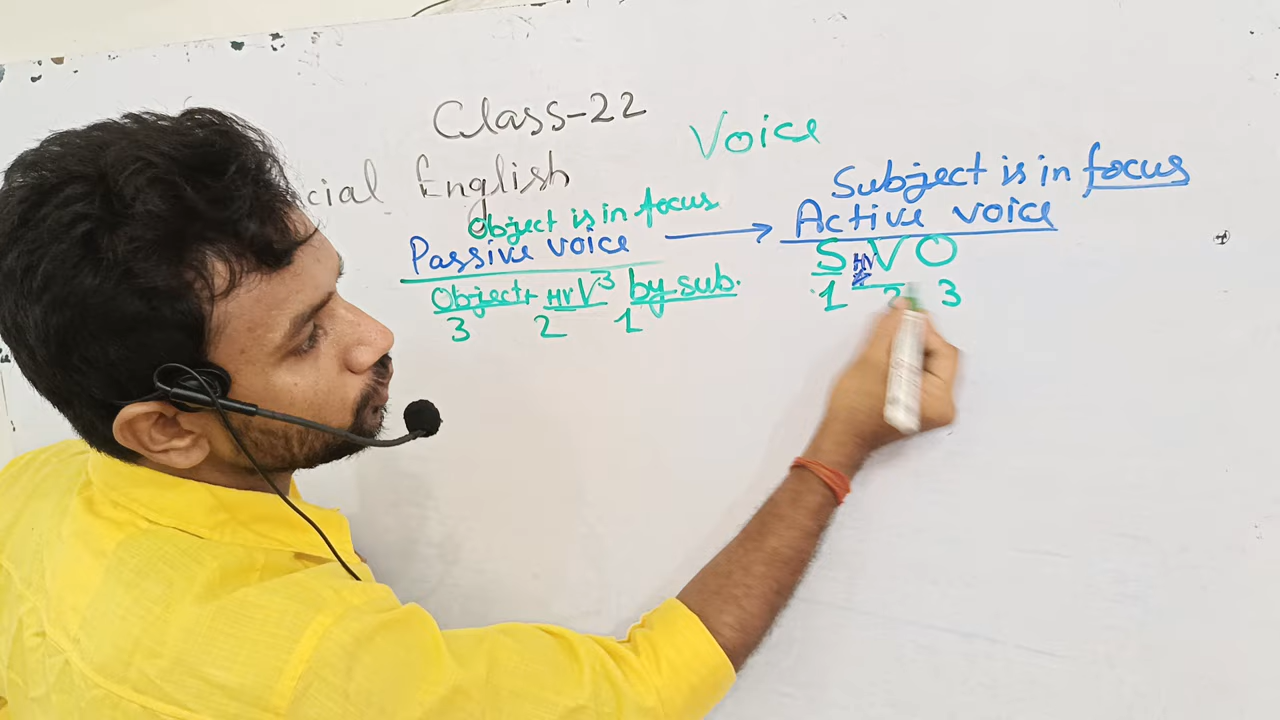 Class-22
Voice
English
Subject is in focus
Object is in focus
Active voice
Passive voice
S HV V O
Object+ HV V³ by sub.
1 2 3
3 2 1